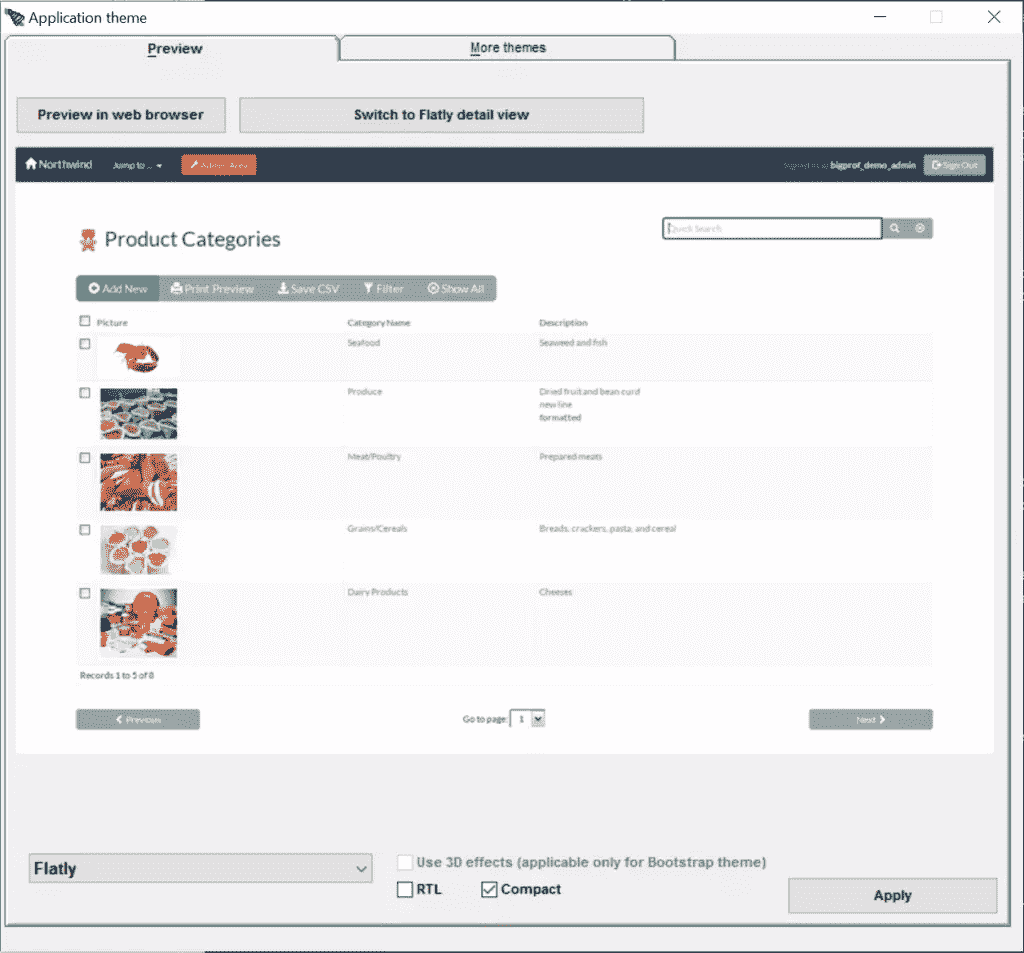 Application theme
Preview
More themes
Preview in web browser
Switch to Flatly detail view
Northwind
Jump to ...
Admin Area
bigprof_demo_admin
Sign Out
Product Categories
Quick Search
Add New
Print Preview
Save CSV
Filter
Show All
Picture
Category Name
Description
Seafood
Seaweed and fish
Produce
Dried fruit and bean curd
new line
formatted
Meat/Poultry
Prepared meats
Grains/Cereals
Breads, crackers, pasta, and cereal
Dairy Products
Cheeses
Records 1 to 5 of 8
Previous
Go to page:
1
Next
Flatly
Use 3D effects (applicable only for Bootstrap theme)
RTL
Compact
Apply